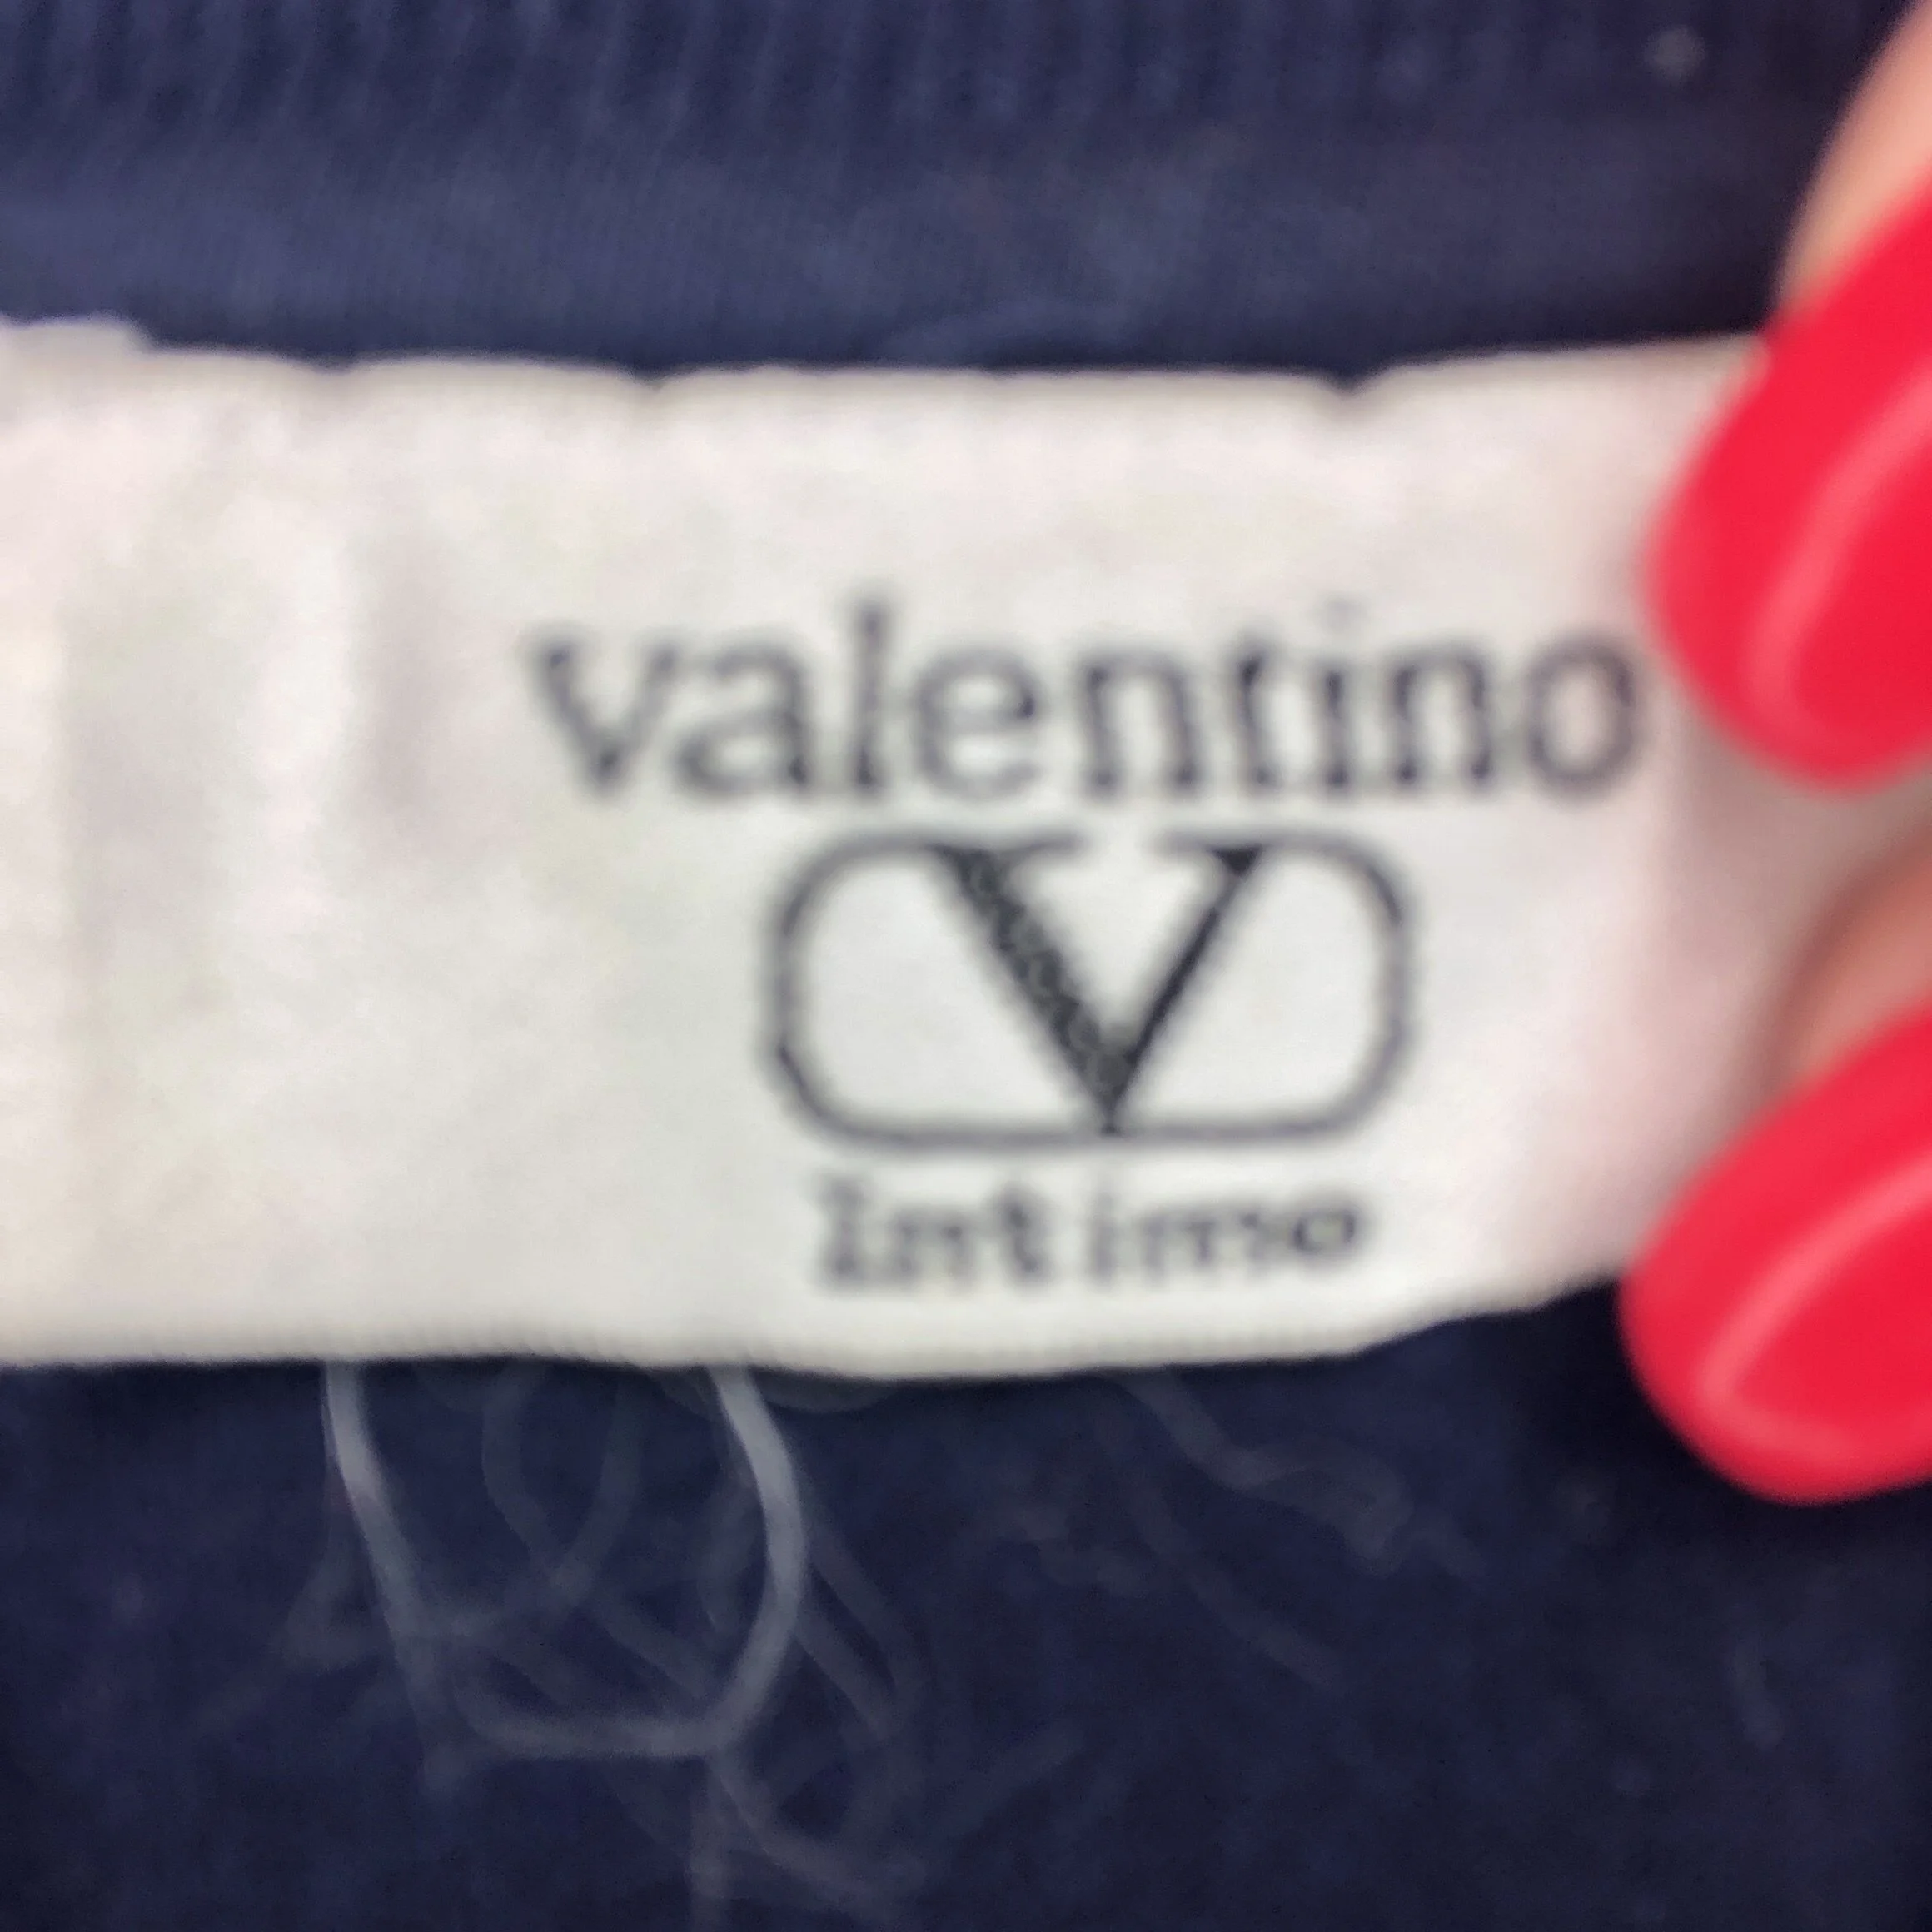 valentino
V
Intimo